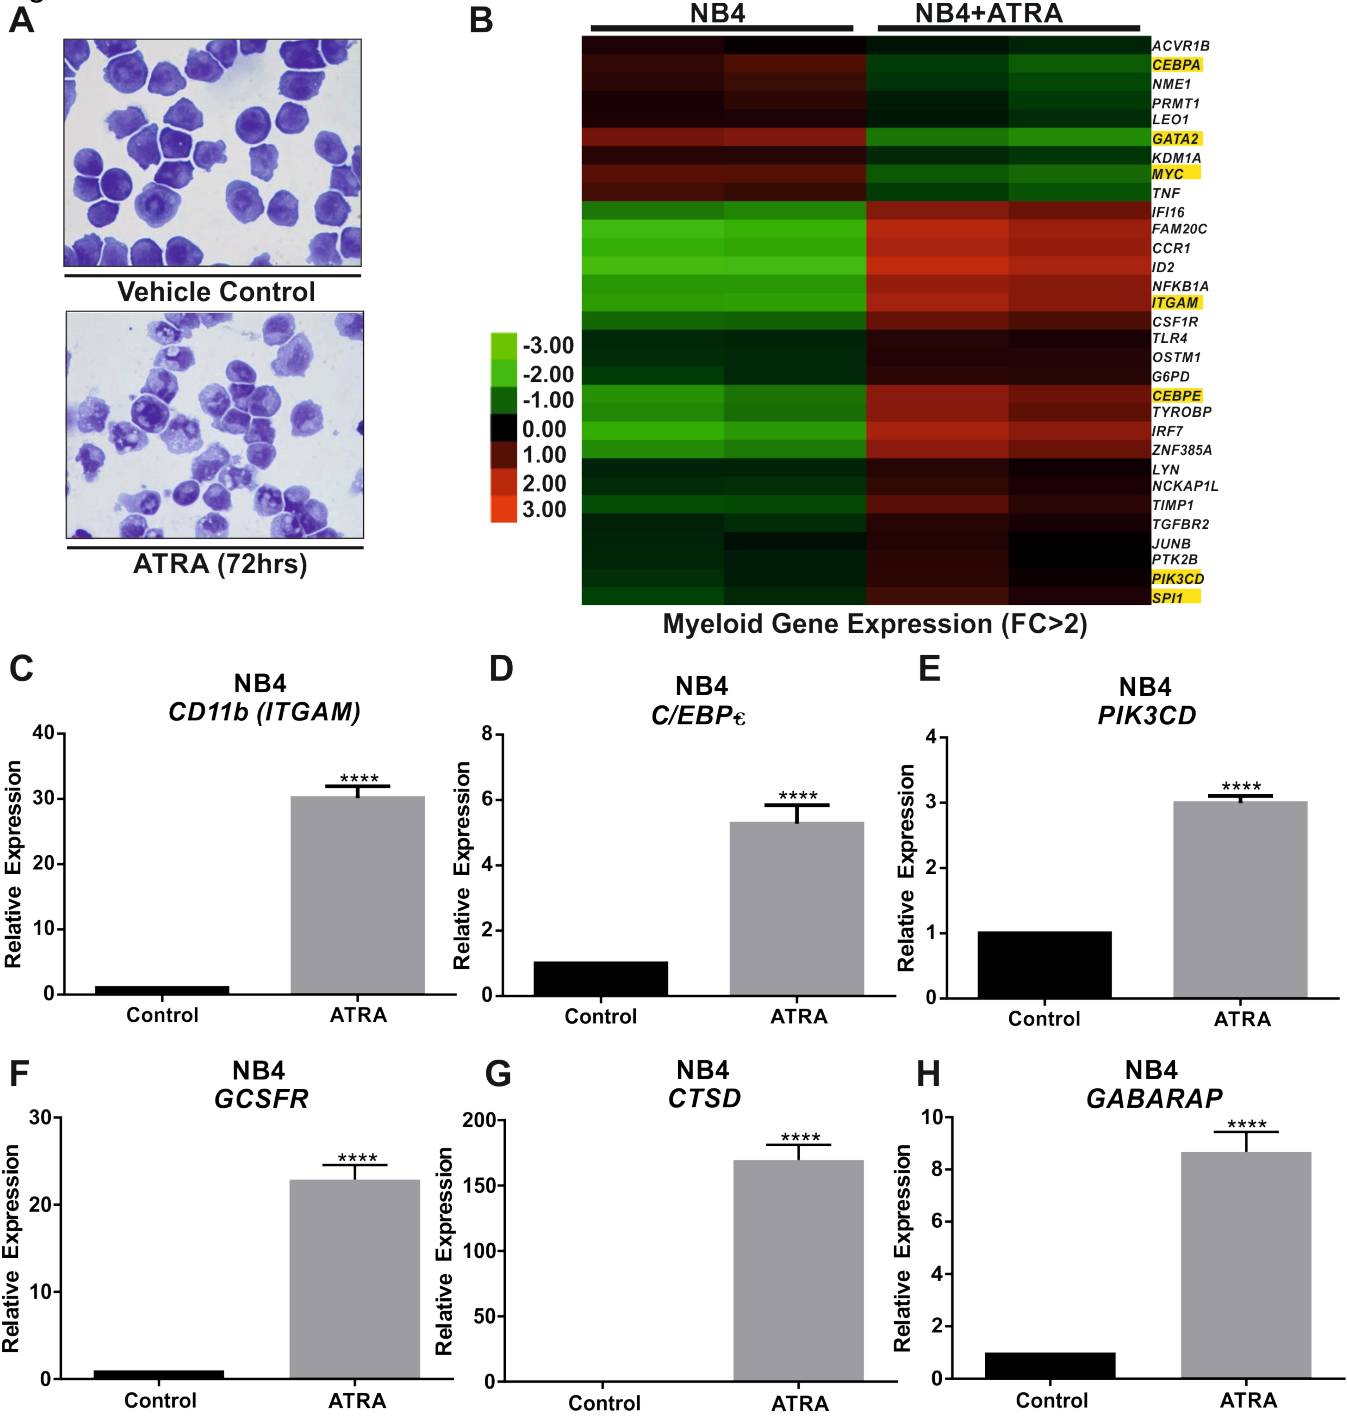 A
Vehicle Control
ATRA (72hrs)
B
NB4
NB4+ATRA
ACVR1B
CEBPA
NME1
PRMT1
LEO1
GATA2
KDM1A
MYC
TNF
IFI16
FAM20C
CCR1
ID2
NFKB1A
ITGAM
CSF1R
TLR4
OSTM1
G6PD
CEBPE
TYROBP
IRF7
ZNF385A
LYN
NCKAP1L
TIMP1
TGFBR2
JUNB
PTK2B
PIK3CD
SPI1
-3.00
-2.00
-1.00
0.00
1.00
2.00
3.00
Myeloid Gene Expression (FC>2)
C
NB4
CD11b (ITGAM)
Relative Expression
40
30
20
10
0
****
Control
ATRA
D
NB4
C/EBP€
Relative Expression
8
6
4
2
0
****
Control
ATRA
E
NB4
PIK3CD
Relative Expression
4
3
2
1
0
****
Control
ATRA
F
NB4
GCSFR
Relative Expression
30
20
10
0
****
Control
ATRA
G
NB4
CTSD
Relative Expression
200
150
100
50
0
****
Control
ATRA
H
NB4
GABARAP
Relative Expression
10
8
6
4
2
0
****
Control
ATRA